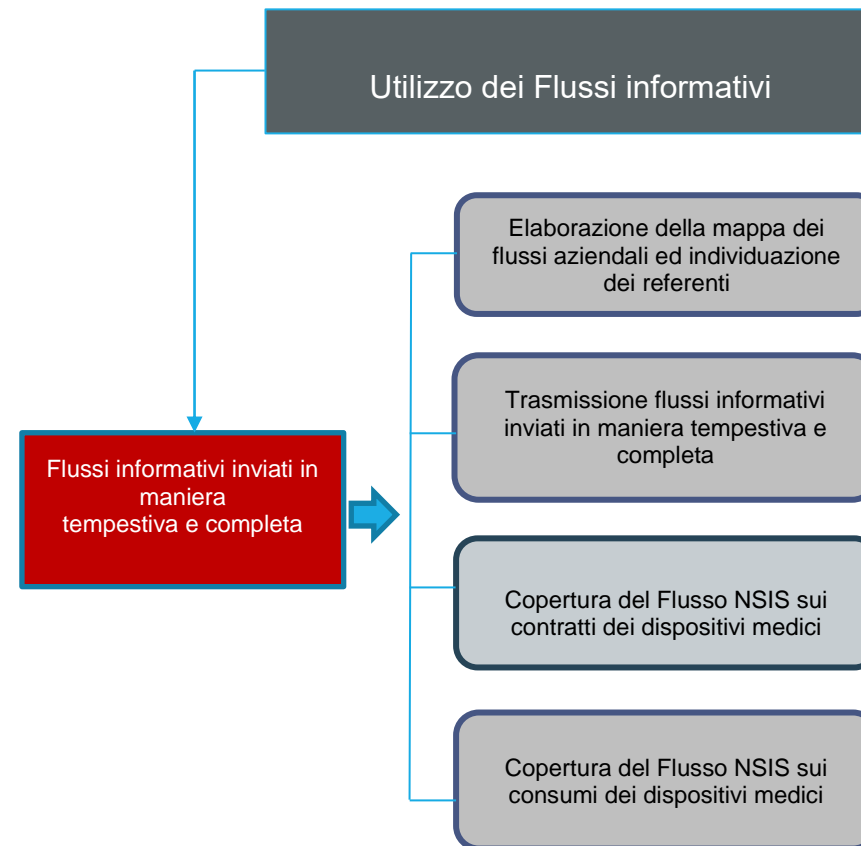 Utilizzo dei Flussi informativi
Elaborazione della mappa dei
flussi aziendali ed individuazione
dei referenti
Trasmissione flussi informativi
inviati in maniera tempestiva e
completa
Flussi informativi inviati in
maniera
tempestiva e completa
Copertura del Flusso NSIS sui
contratti dei dispositivi medici
Copertura del Flusso NSIS sui
consumi dei dispositivi medici